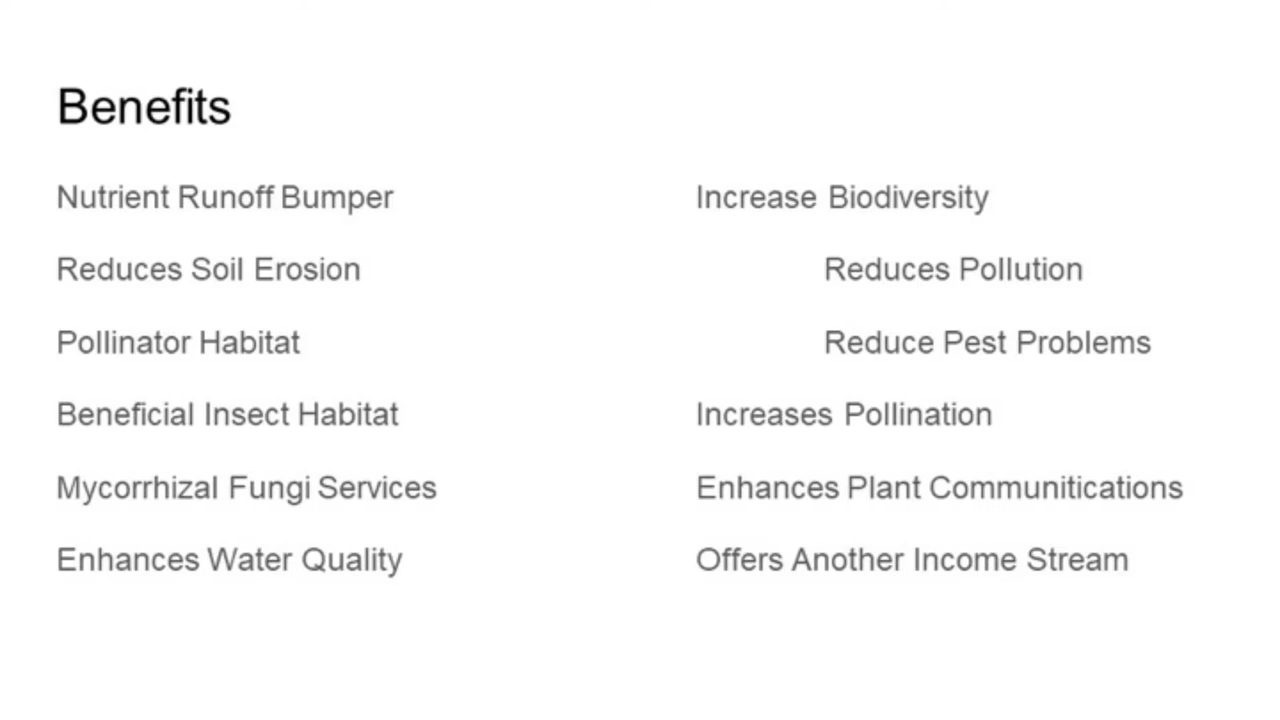 Benefits
Nutrient Runoff Bumper
Increase Biodiversity
Reduces Soil Erosion
Reduces Pollution
Pollinator Habitat
Reduce Pest Problems
Beneficial Insect Habitat
Increases Pollination
Mycorrhizal Fungi Services
Enhances Plant Communitications
Enhances Water Quality
Offers Another Income Stream